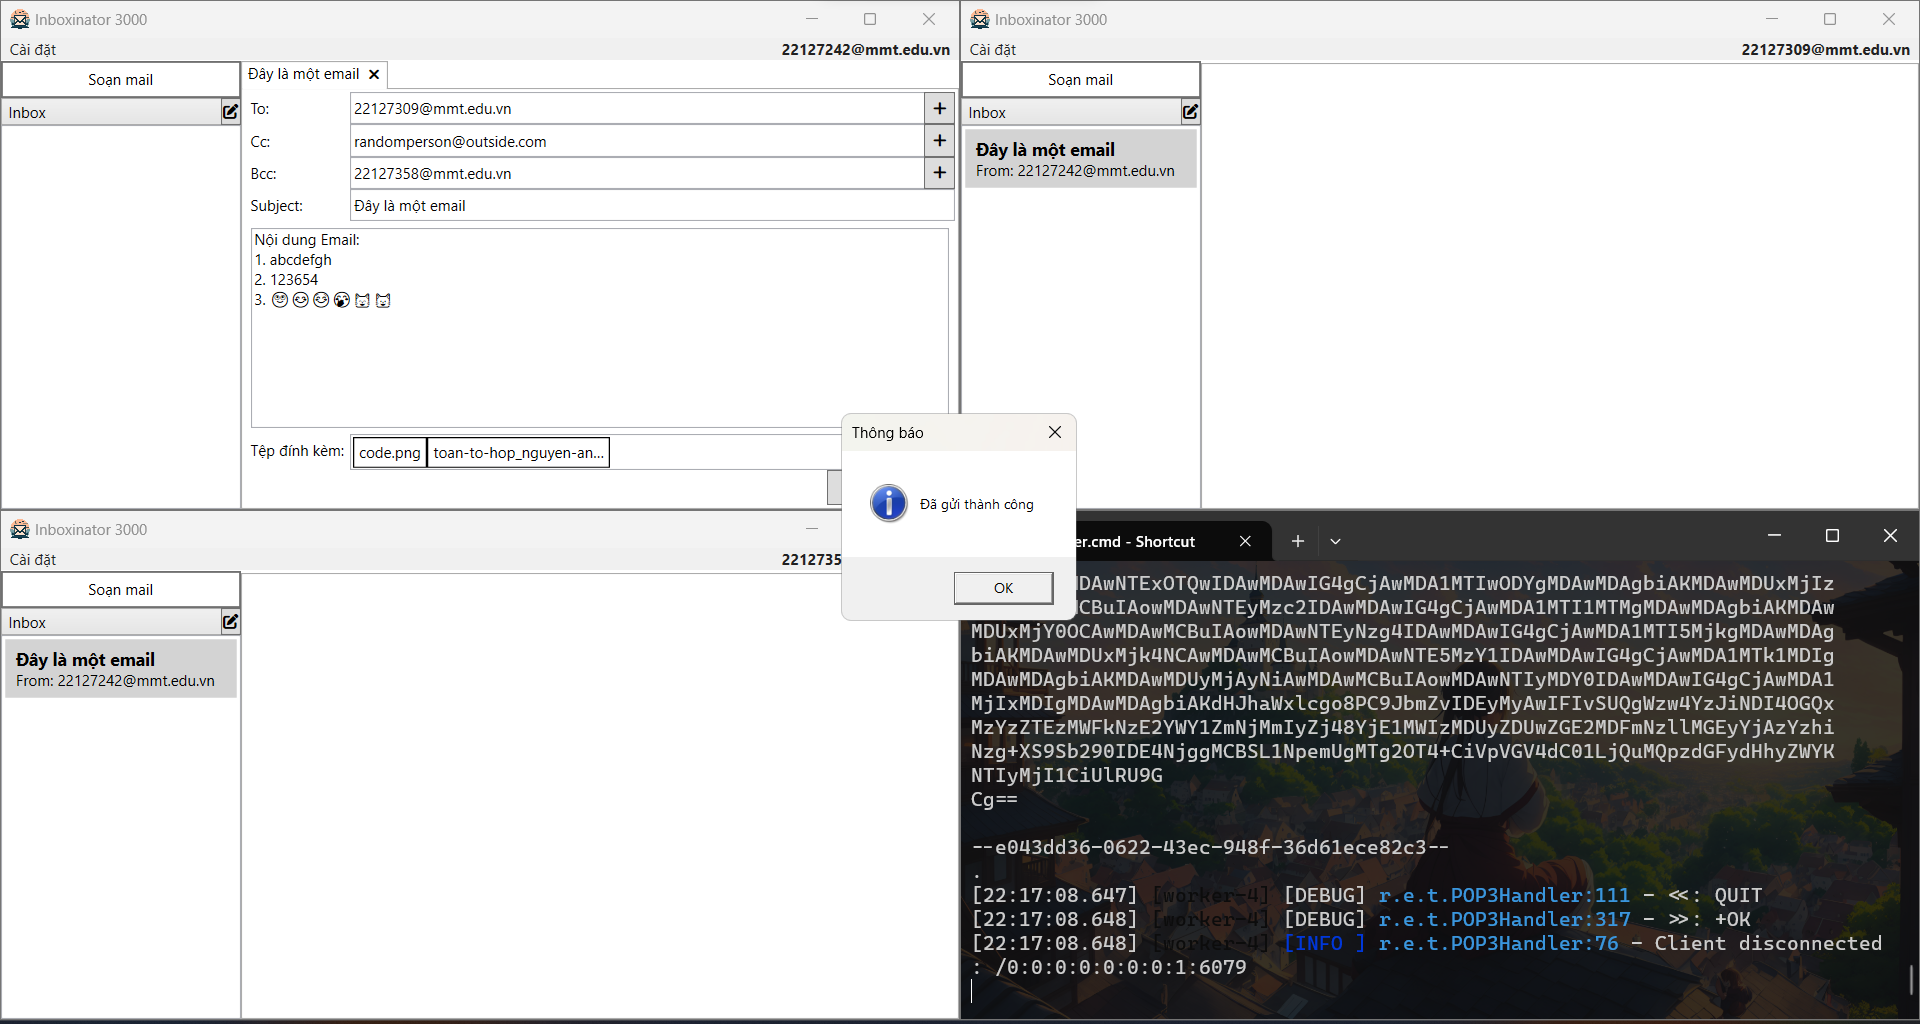 Inboxinator 3000
Cài đặt
22127242@mmt.edu.vn
Soạn mail
Inbox
Đây là một email
To:
22127309@mmt.edu.vn
+
Cc:
randomperson@outside.com
+
Bcc:
22127358@mmt.edu.vn
+
Subject:
Đây là một email
Nội dung Email:
1. abcdefgh
2. 123654
3. 
Tệp đính kèm:
code.png
toan-to-hop_nguyen-an...
Inboxinator 3000
Cài đặt
22127309@mmt.edu.vn
Soạn mail
Inbox
Đây là một email
From: 22127242@mmt.edu.vn
Thông báo
Đã gửi thành công
OK
Inboxinator 3000
Cài đặt
2212735
Soạn mail
Inbox
Đây là một email
From: 22127242@mmt.edu.vn
er.cmd - Shortcut
MDAwNTExOTQwIDAwMDAwIG4gCjAwMDA1MTIwODYgMDAwMDAgbiAKMDAwMDUxMjIz
MCBuIAowMDAwNTEyMzc2IDAwMDAwIG4gCjAwMDA1MTI1MTMgMDAwMDAgbiAKMDAw
MDUxMjY0OCAwMDAwMCBuIAowMDAwNTEyNzg4IDAwMDAwIG4gCjAwMDA1MTI5MjkgMDAwMDAg
biAKMDAwMDUxMjk4NCAwMDAwMCBuIAowMDAwNTE5MzY1IDAwMDAwIG4gCjAwMDA1MTk1MDIg
MDAwMDAgbiAKMDAwMDUyMjAyNiAwMDAwMCBuIAowMDAwNTIyMDY0IDAwMDAwIG4gCjAwMDA1
MjIxMDIgMDAwMDAgbiAKdHJhaWxlcgo8PC9JbmZvIDEyMyAwIFIvSUQgWzw4YzJiNDI4OGQx
MzYzZTEzMWFkNzE2YWY1ZmNjMmIyZj48YjE1MWIzMDUyZDUwZGE2MDFmNzllMGEyYjAzYzhi
Nzg+XS9Sb290IDE4NjggMCBSL1NpemUgMTg2OT4+CiVpVGV4dC01LjQuMQpzdGFydHhyZWYK
NTIyMjI1CiUlRU9G
Cg==
--e043dd36-0622-43ec-948f-36d61ece82c3--
.
[22:17:08.647] [worker-4] [DEBUG] r.e.t.POP3Handler:111 - <<: QUIT
[22:17:08.648] [worker-4] [DEBUG] r.e.t.POP3Handler:317 - >>: +OK
[22:17:08.648] [worker-4] [INFO ] r.e.t.POP3Handler:76 - Client disconnected
: /0:0:0:0:0:0:0:1:6079